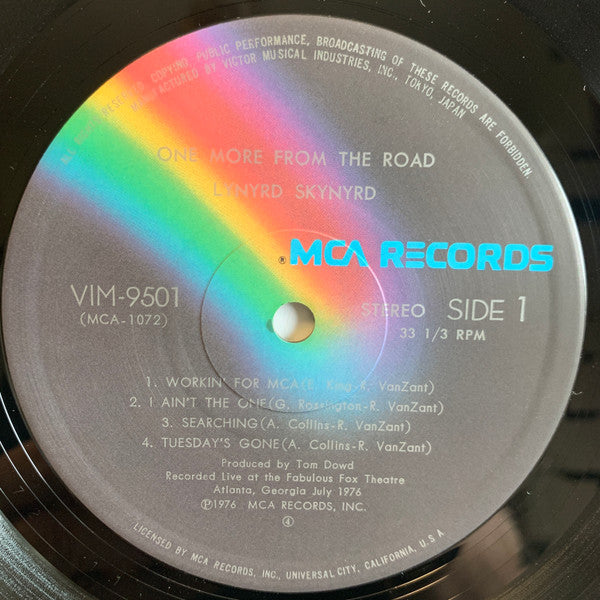 ALL RIGHTS RESERVED COPYING, PUBLIC PERFORMANCE, BROADCASTING OF THESE RECORDS ARE FORBIDDEN.
MANUFACTURED BY VICTOR MUSICAL INDUSTRIES, INC., TOKYO, JAPAN
ONE MORE FROM THE ROAD
LYNYRD SKYNYRD
® MCA RECORDS
VIM-9501
(MCA-1072)
STEREO SIDE 1
33 1/3 RPM
1. WORKIN' FOR MCA(E. King-R. VanZant)
2. I AIN'T THE ONE(G. Rossington-R. VanZant)
3. SEARCHING(A. Collins-R. VanZant)
4. TUESDAY'S GONE(A. Collins-R. VanZant)
Produced by Tom Dowd
Recorded Live at the Fabulous Fox Theatre
Atlanta, Georgia July 1976
℗1976 MCA RECORDS, INC.
④
LICENSED BY MCA RECORDS, INC., UNIVERSAL CITY, CALIFORNIA, U.S.A.